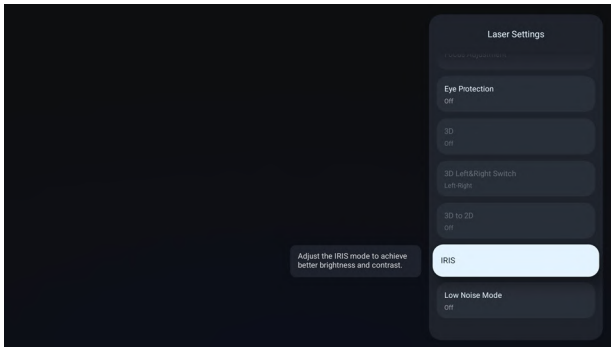 Laser Settings
Eye Protection
Off
3D
Off
3D Left&Right Switch
Left-Right
3D to 2D
Off
Adjust the IRIS mode to achieve
better brightness and contrast.
IRIS
Low Noise Mode
Off